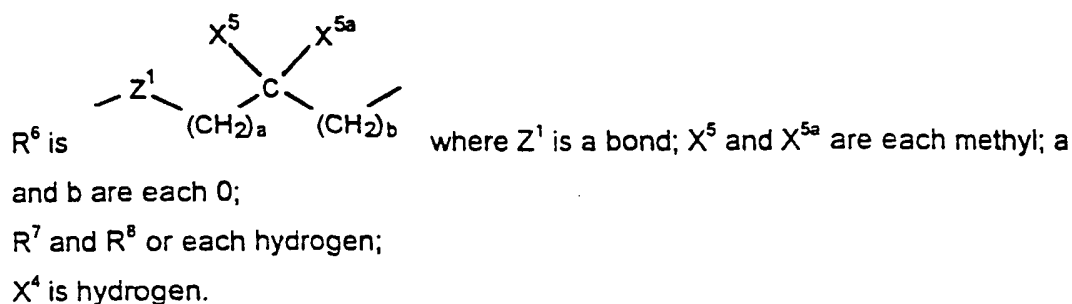 X⁵ X⁵ᵃ
Z¹ C
(CH2)ₐ (CH2)b
R⁶ is where Z¹ is a bond; X⁵ and X⁵ᵃ are each methyl; a
and b are each 0;
R⁷ and R⁸ or each hydrogen;
X⁴ is hydrogen.